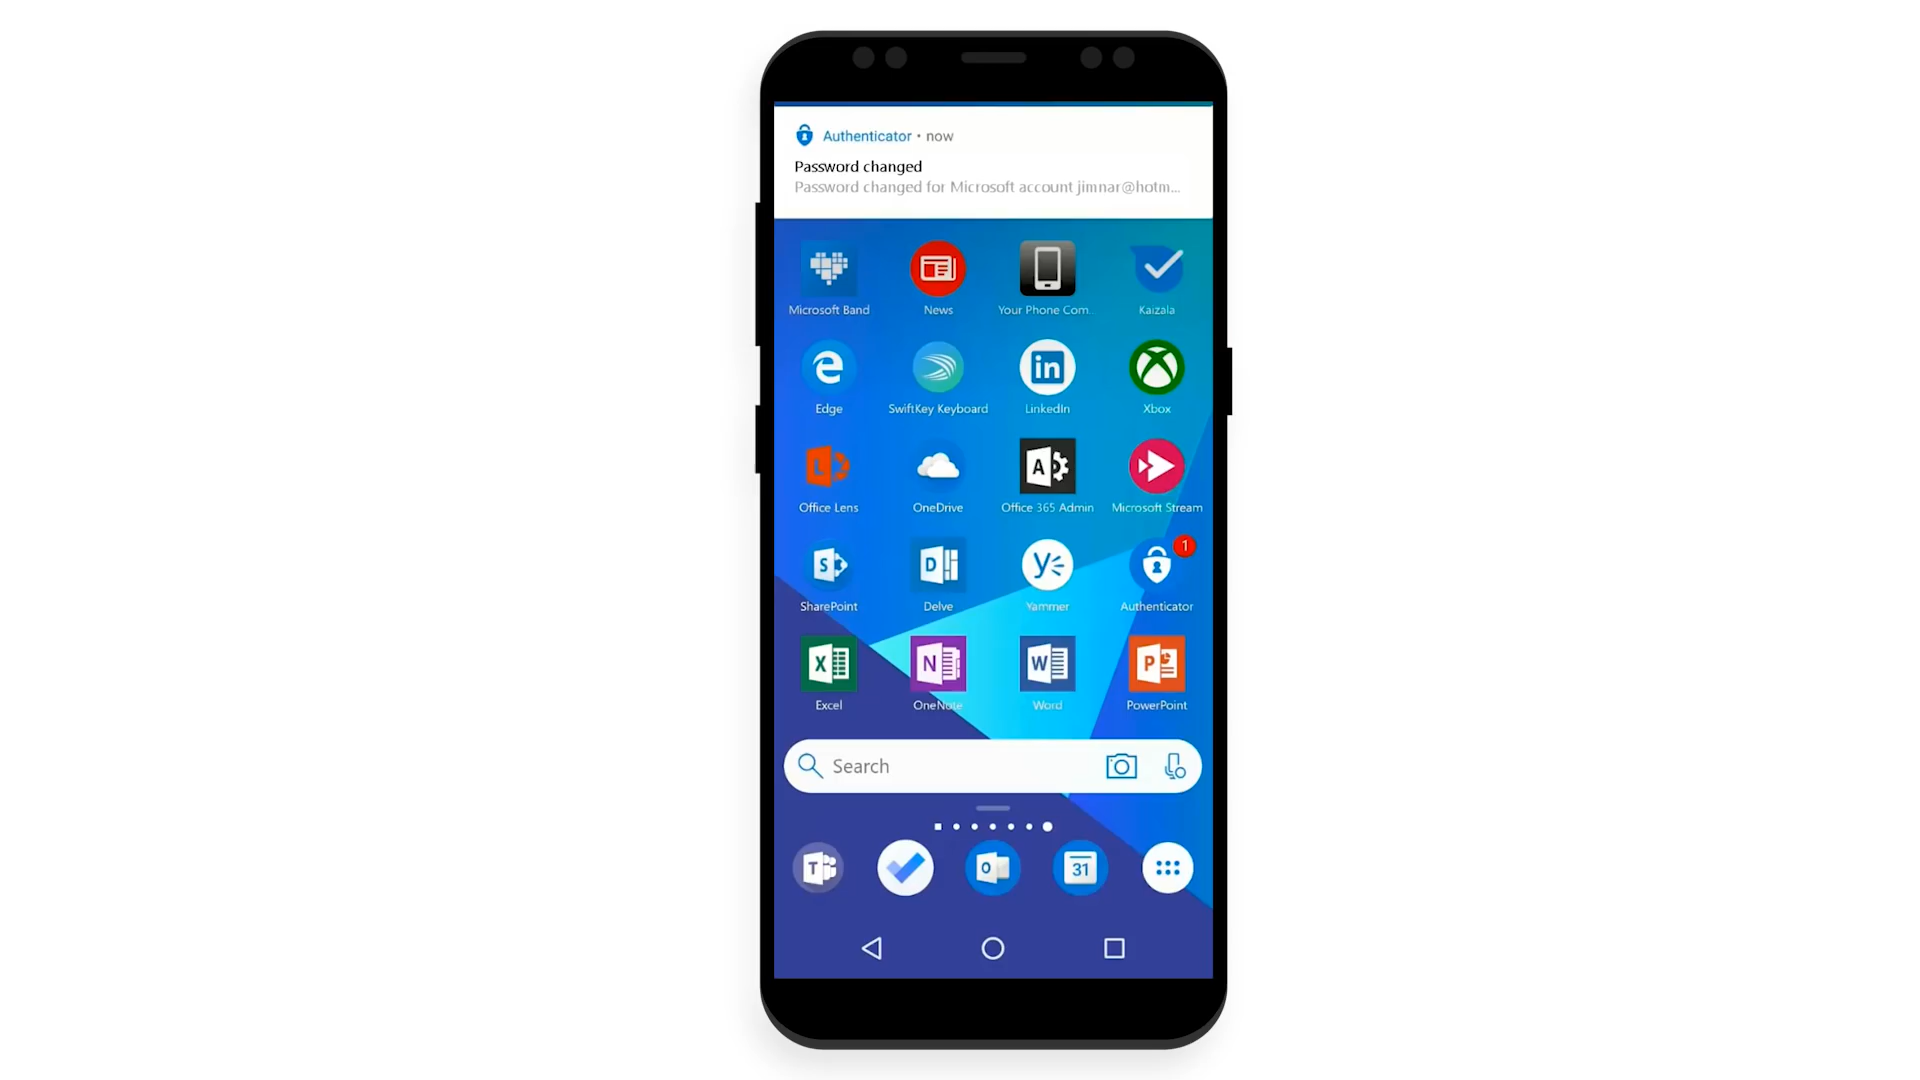 Authenticator • now
Password changed
Password changed for Microsoft account jimnar@hotm...
Microsoft Band
News
Your Phone Com..
Kaizala
Edge
SwiftKey Keyboard
LinkedIn
Xbox
Office Lens
OneDrive
Office 365 Admin
Microsoft Stream
1
SharePoint
Delve
Yammer
Authenticator
Excel
OneNote
Word
PowerPoint
Search
31